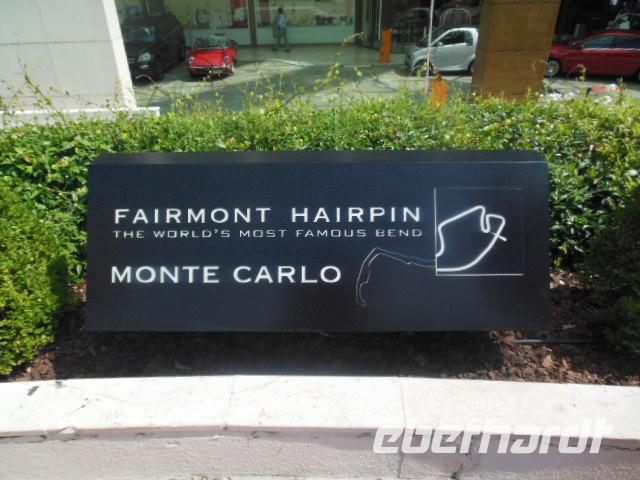 FAIRMONT HAIRPIN
THE WORLD'S MOST FAMOUS BEND
MONTE CARLO
eberhardt